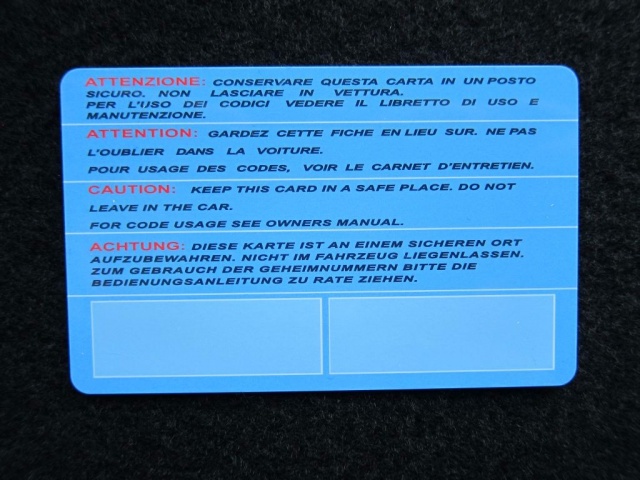 ATTENZIONE: CONSERVARE QUESTA CARTA IN UN POSTO
SICURO. NON LASCIARE IN VETTURA.
PER L'USO DEI CODICI VEDERE IL LIBRETTO DI USO E
MANUTENZIONE.
ATTENTION: GARDEZ CETTE FICHE EN LIEU SUR. NE PAS
L'OUBLIER DANS LA VOITURE.
POUR USAGE DES CODES, VOIR LE CARNET D'ENTRETIEN.
CAUTION: KEEP THIS CARD IN A SAFE PLACE. DO NOT
LEAVE IN THE CAR.
FOR CODE USAGE SEE OWNERS MANUAL.
ACHTUNG: DIESE KARTE IST AN EINEM SICHEREN ORT
AUFZUBEWAHREN. NICHT IM FAHRZEUG LIEGENLASSEN.
ZUM GEBRAUCH DER GEHEIMNUMMERN BITTE DIE
BEDIENUNGSANLEITUNG ZU RATE ZIEHEN.